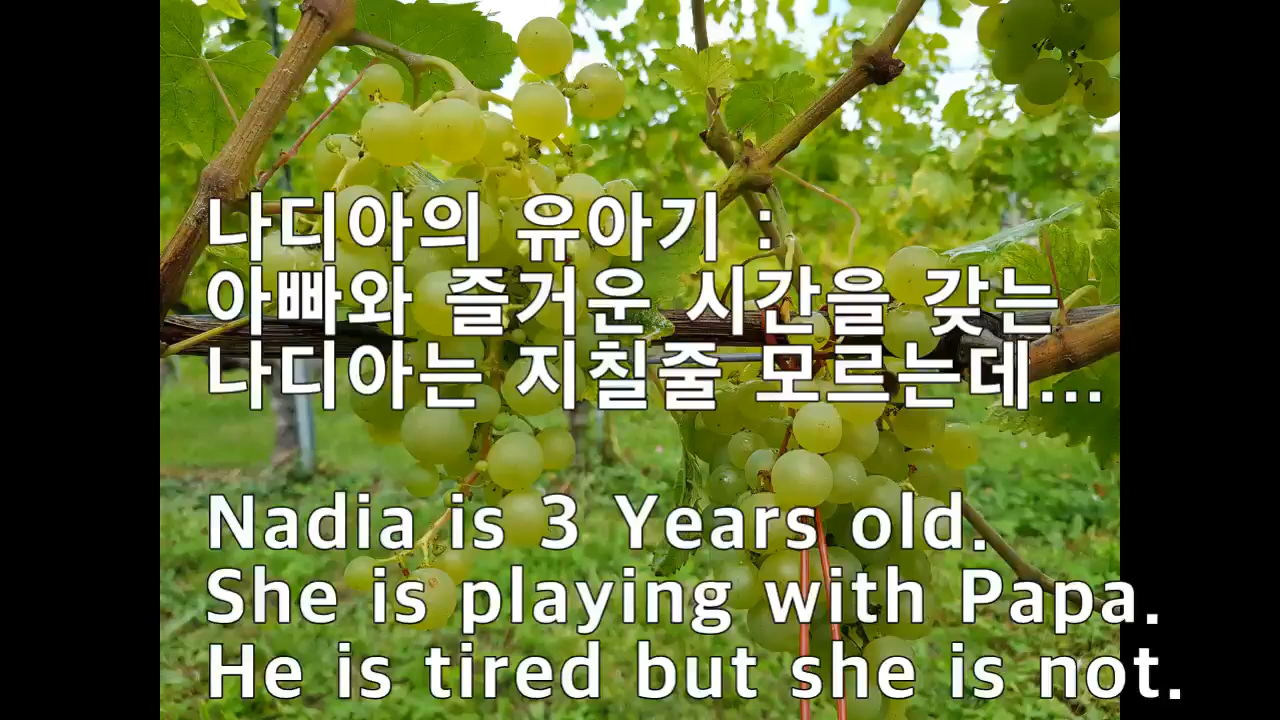 나디아의 유아기 :
아빠와 즐거운 시간을 갖는
나디아는 지칠줄 모르는데...
Nadia is 3 Years old.
She is playing with Papa.
He is tired but she is not.